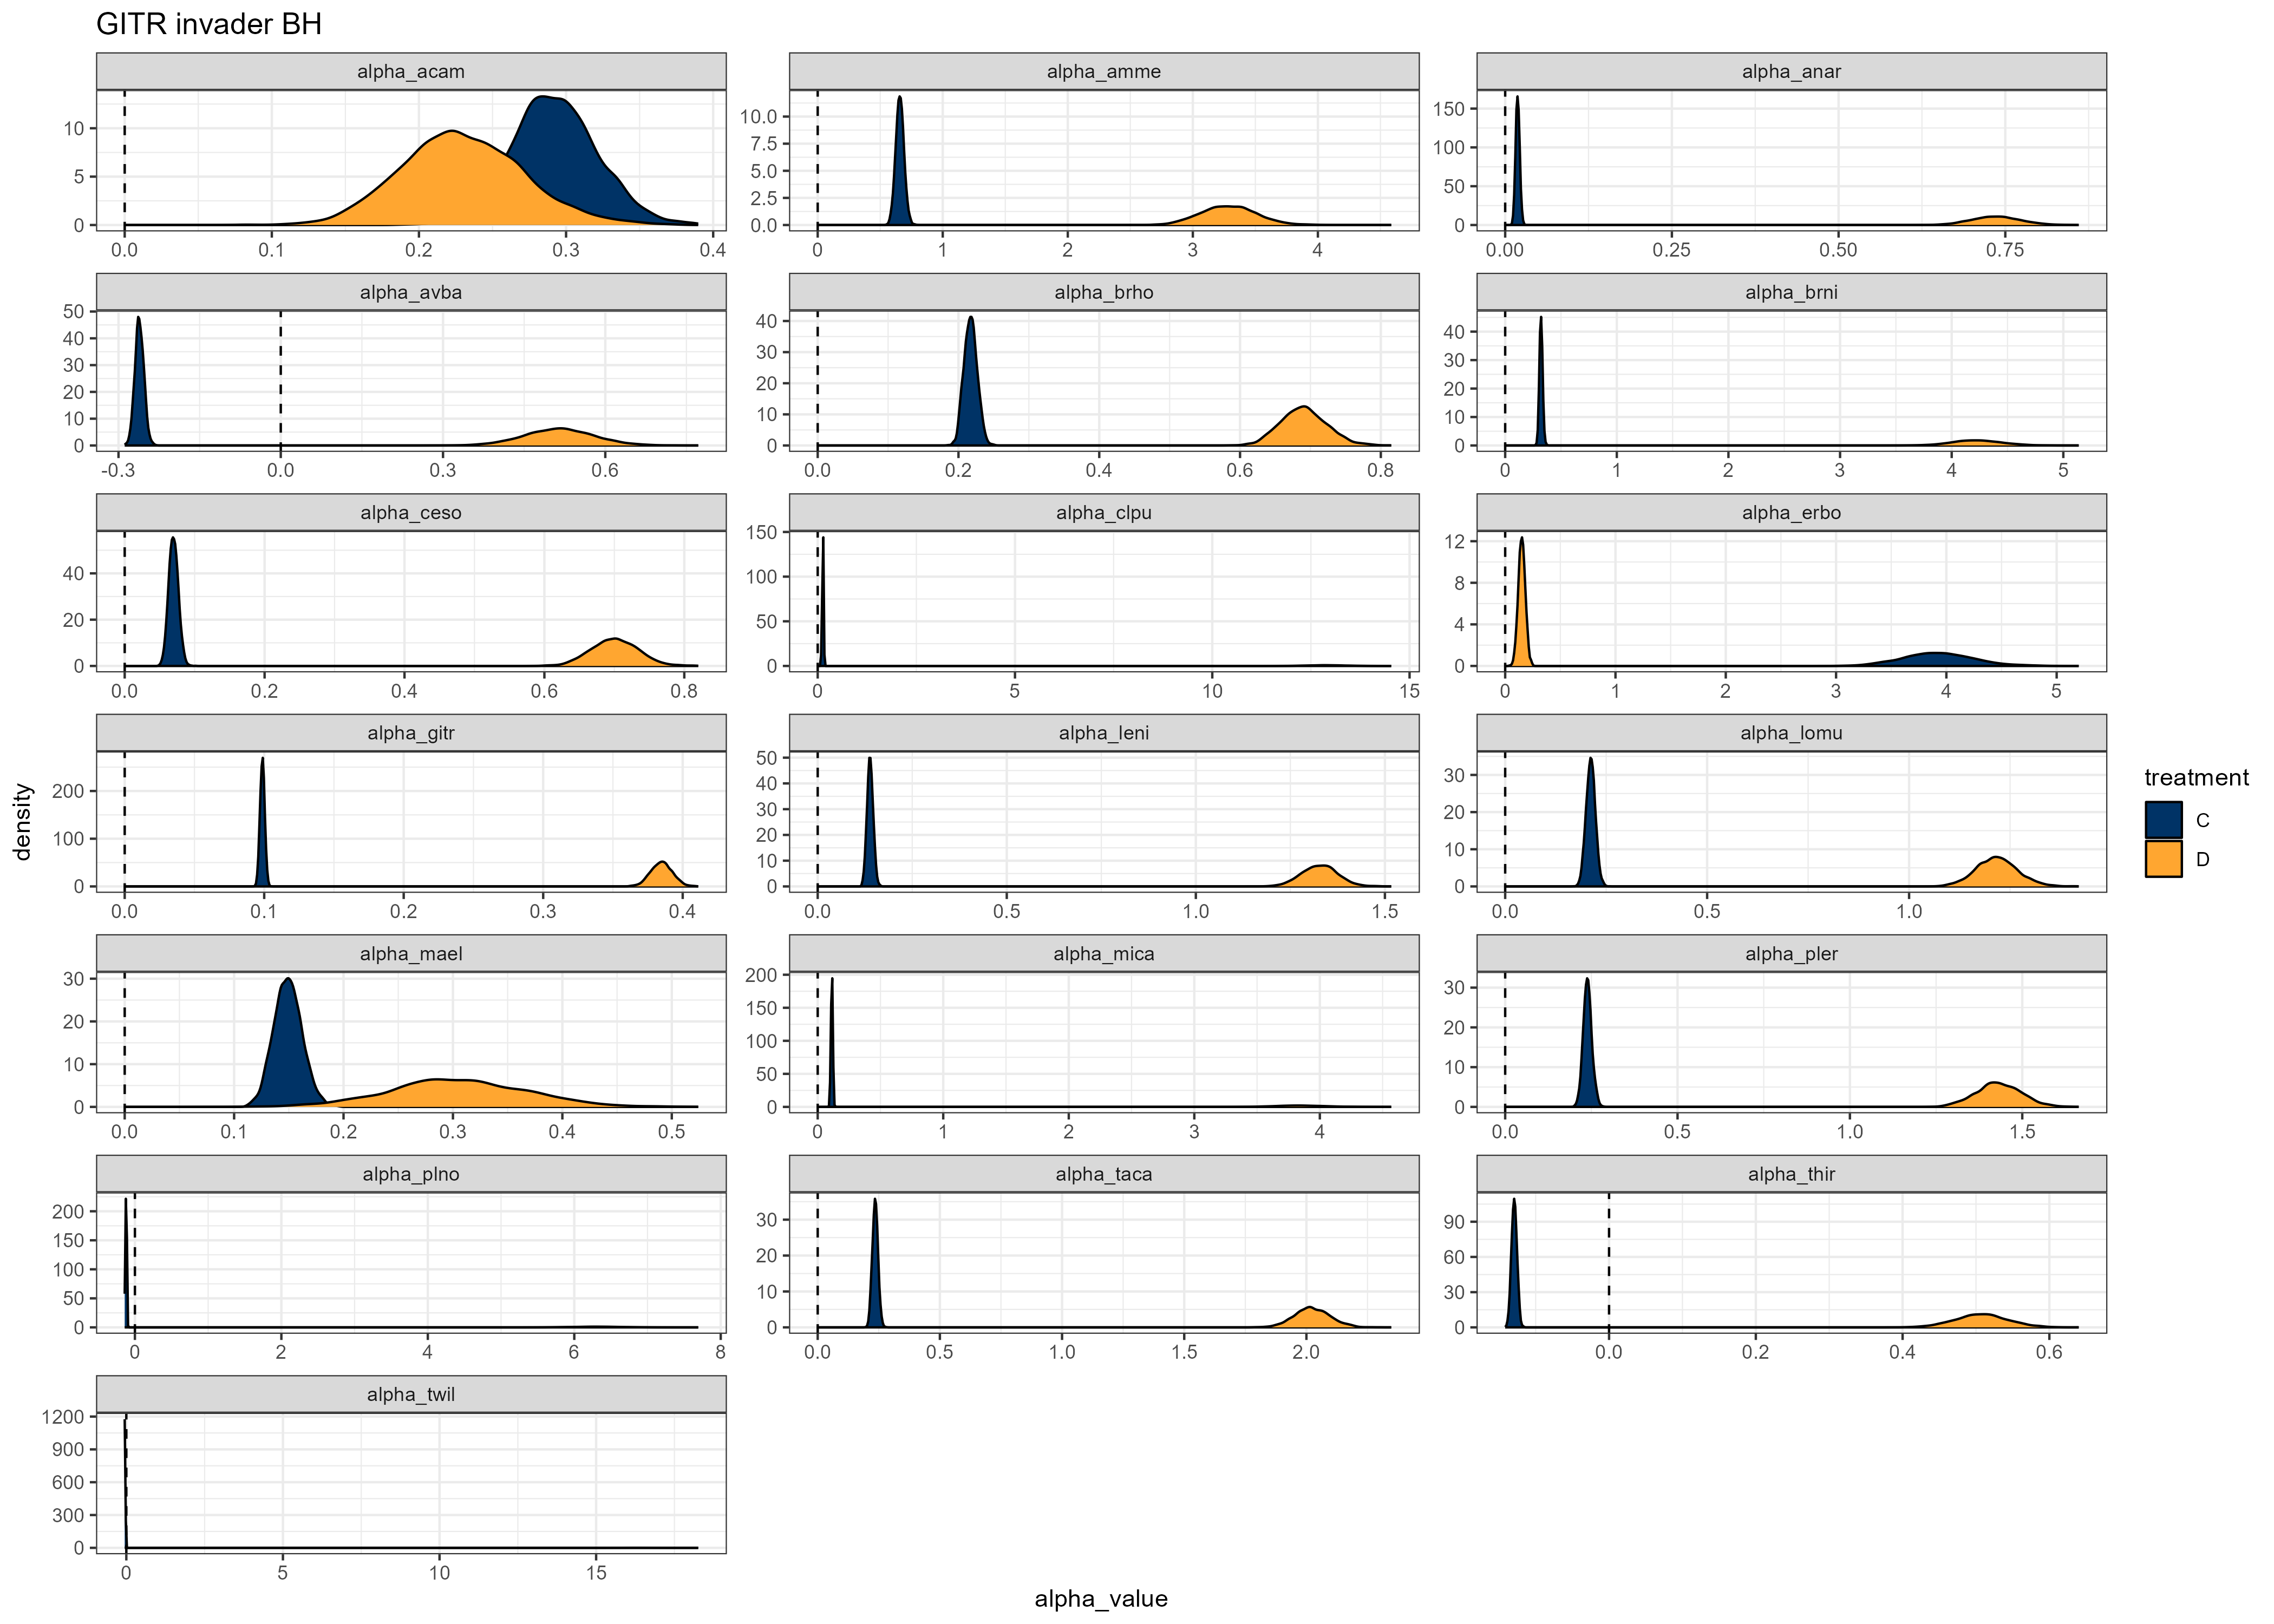 GITR invader BH
alpha_acam alpha_amme alpha_anar
10 5 0
10.0 7.5 5.0 2.5 0.0
150 100 50 0
0.0 0.1 0.2 0.3 0.4
0 1 2 3 4
0.00 0.25 0.50 0.75
alpha_avba alpha_brho alpha_brni
50 40 30 20 10 0
40 30 20 10 0
40 30 20 10 0
-0.3 0.0 0.3 0.6
0.0 0.2 0.4 0.6 0.8
0 1 2 3 4 5
alpha_ceso alpha_clpu alpha_erbo
40 20 0
150 100 50 0
12 8 4 0
0.0 0.2 0.4 0.6 0.8
0 5 10 15
0 1 2 3 4 5
alpha_gitr alpha_leni alpha_lomu
200 100 0
50 40 30 20 10 0
30 20 10 0
0.0 0.1 0.2 0.3 0.4
0.0 0.5 1.0 1.5
0.0 0.5 1.0
alpha_mael alpha_mica alpha_pler
30 20 10 0
200 150 100 50 0
30 20 10 0
0.0 0.1 0.2 0.3 0.4 0.5
0 1 2 3 4
0.0 0.5 1.0 1.5
alpha_plno alpha_taca alpha_thir
200 150 100 50 0
30 20 10 0
90 60 30 0
0 2 4 6 8
0.0 0.5 1.0 1.5 2.0
0.0 0.2 0.4 0.6
alpha_twil
1200 900 600 300 0
0 5 10 15
density
alpha_value
treatment
C
D